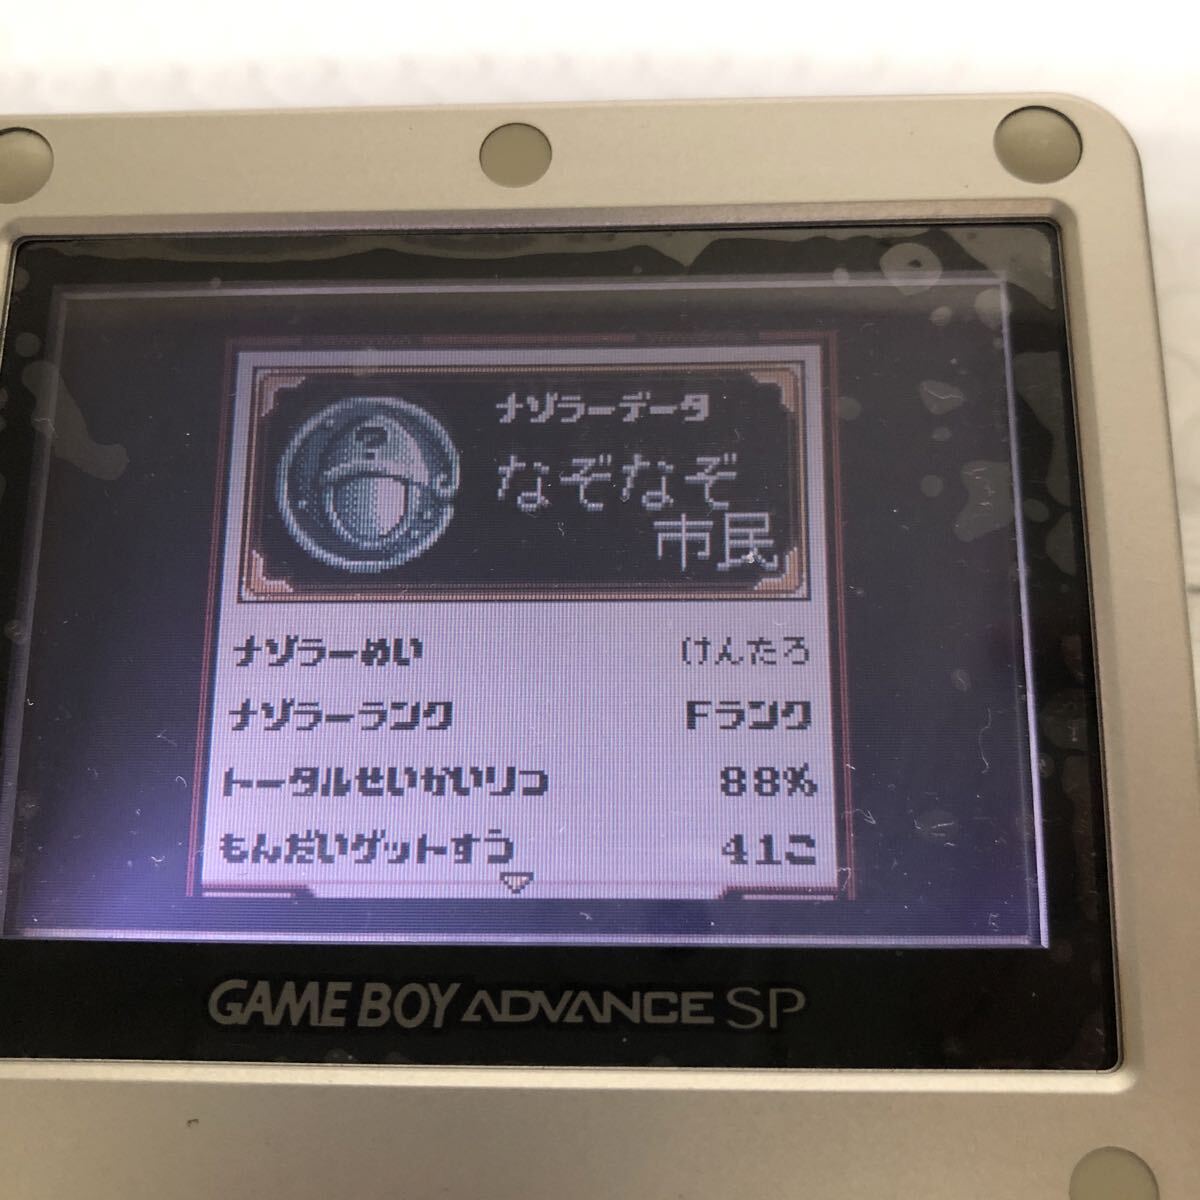 ナゾラーデータ
なぞなぞ
市民
ナゾラーめい けんたろ
ナゾラーランク Fランク
トータルせいかいりつ 88%
もんだいゲットすう 41こ
GAME BOY ADVANCE SP